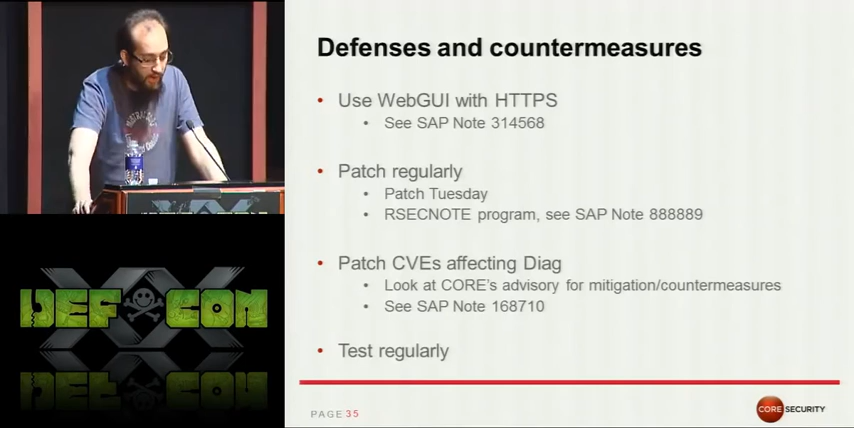 Defenses and countermeasures
Use WebGUI with HTTPS
See SAP Note 314568
Patch regularly
Patch Tuesday
RSECNOTE program, see SAP Note 888889
Patch CVEs affecting Diag
Look at CORE's advisory for mitigation/countermeasures
See SAP Note 168710
Test regularly
PAGE 35
CORE SECURITY
XX
DEF CON